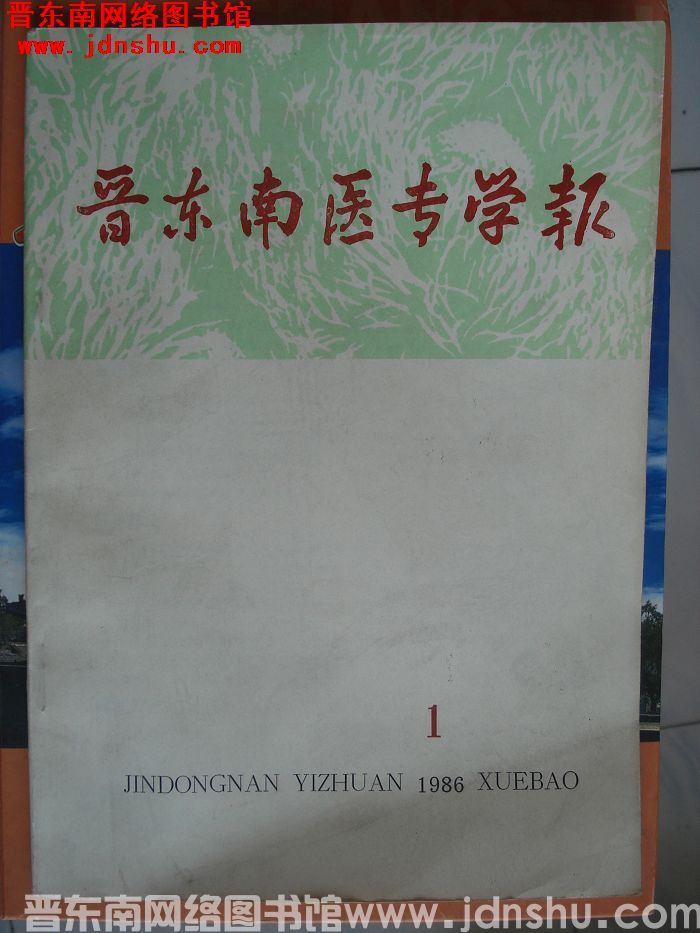 晋东南网络图书馆
www.jdnshu.com
晋东南医专学报
1
JINDONGNAN YIZHUAN 1986 XUEBAO
晋东南网络图书馆www.jdnshu.com